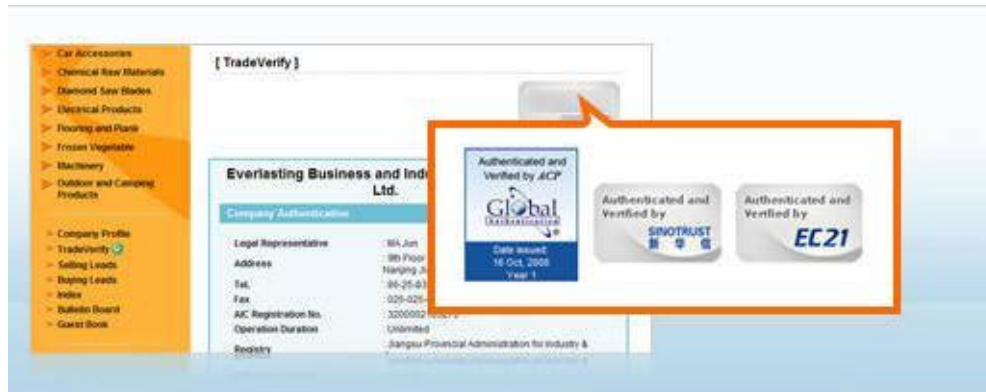 Car Accessories
Chemical Raw Materials
Diamond Saw Blades
Electrical Products
Flooring and Plank
Frozen Vegetable
Machinery
Outdoor and Camping
Products
Company Profile
TradeVerify
Selling Leads
Buying Leads
Index
Bulletin Board
Guest Book
[ TradeVerify ]
Everlasting Business and Ind
Ltd.
Company Authentication
Legal Representative : MA Jun
Address : 9th Floor
Nanjing
Tel.
Fax : 025-025-
AIC Registration No.
Operation Duration : Unlimited
Registry : Jiangsu Provincial Administration for Industry &
Authenticated and
Verified by ACP
Global
Authentication
Date issued:
16 Oct, 2008
Year 1
Authenticated and
Verified by
SINOTRUST
新华信
Authenticated and
Verified by
EC21